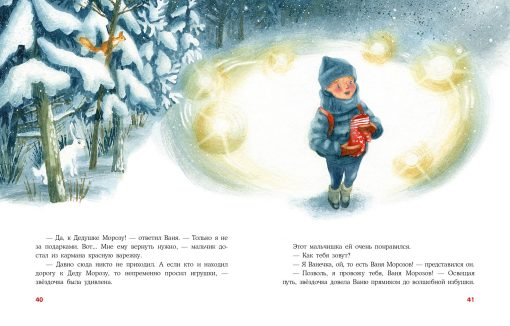 — Да, к Дедушке Морозу! — ответил Ваня. — Только я не
за подарками. Вот... Мне ему вернуть нужно, — мальчик до-
стал из кармана красную варежку.
— Давно сюда никто не приходил. А если кто и находил
дорогу к Деду Морозу, то непременно просил игрушки, —
звёздочка была удивлена.
40
Этот мальчишка ей очень понравился.
— Как тебя зовут?
— Я Ванечка, ой, то есть Ваня Морозов! — представился он.
— Позволь, я провожу тебя, Ваня Морозов! — Освещая
путь, звёздочка довела Ваню прямиком до волшебной избушки.
41